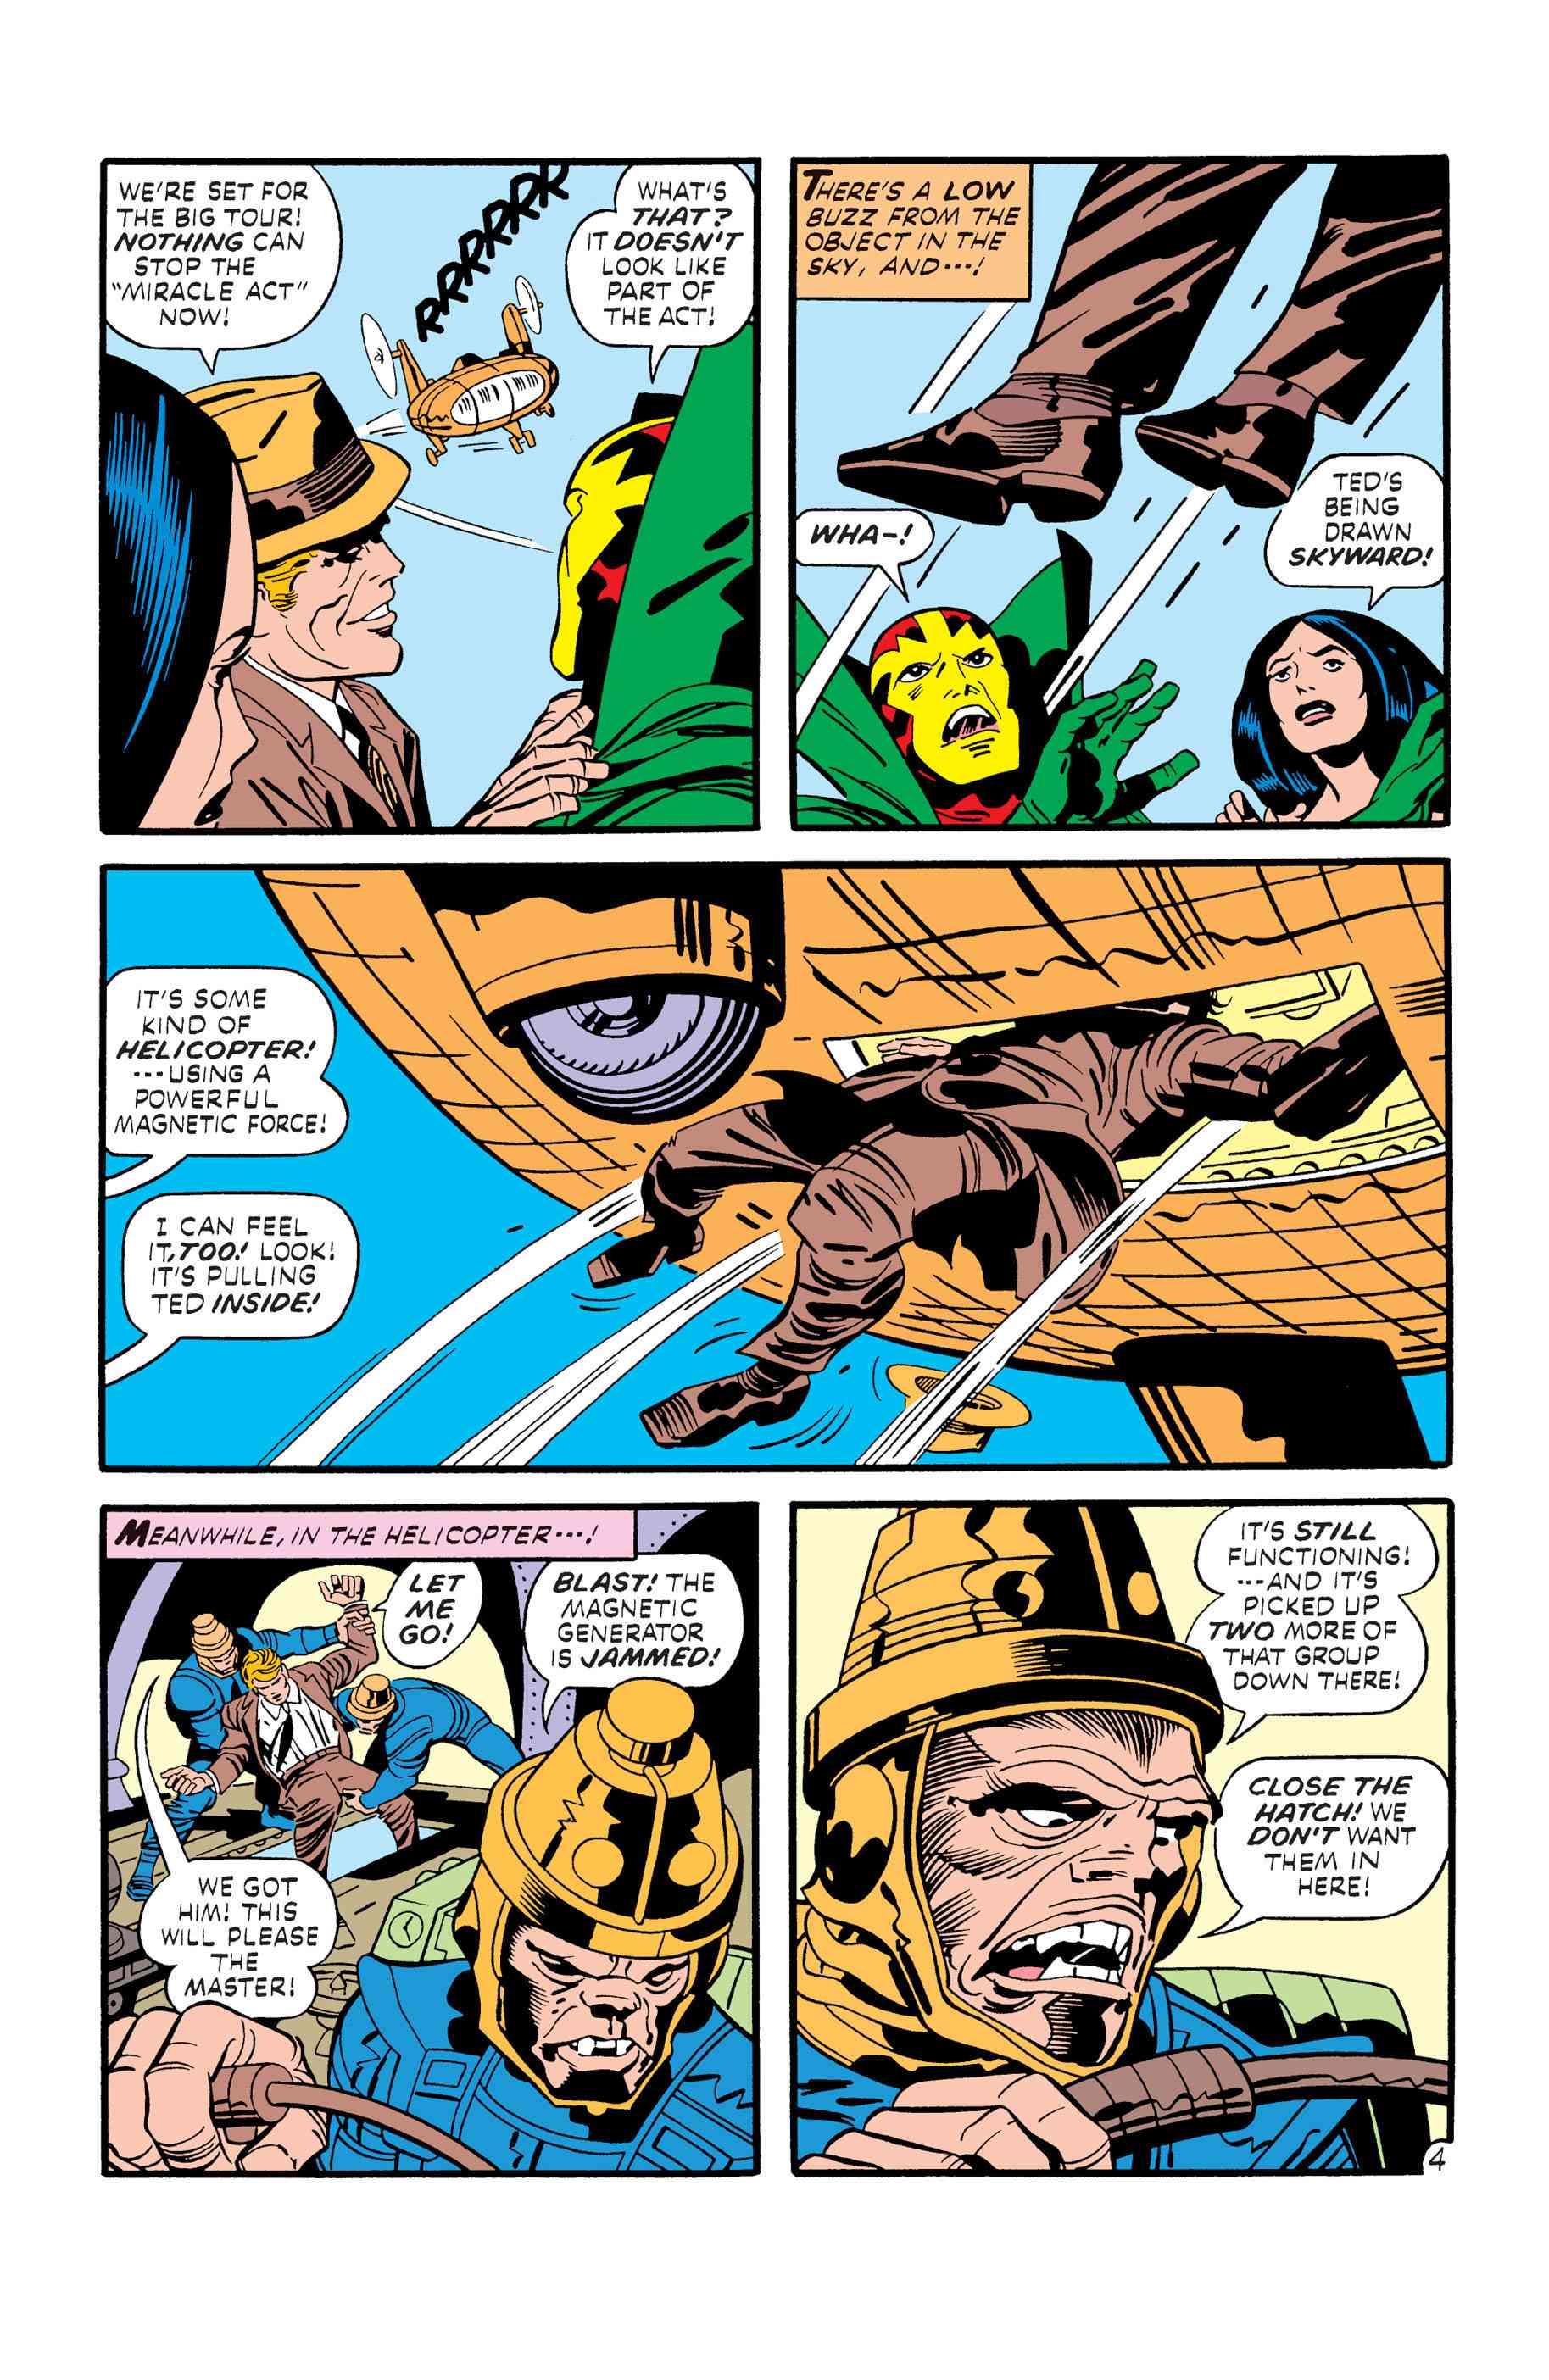 WE'RE SET FOR
THE BIG TOUR!
NOTHING CAN
STOP THE
"MIRACLE ACT"
NOW!
RRRRRRR
WHAT'S
THAT?
IT DOESN'T
LOOK LIKE
PART OF
THE ACT!
THERE'S A LOW
BUZZ FROM THE
OBJECT IN THE
SKY, AND---!
WHA-!
TED'S
BEING
DRAWN
SKYWARD!
IT'S SOME
KIND OF
HELICOPTER!
---USING A
POWERFUL
MAGNETIC FORCE!
I CAN FEEL
IT, TOO! LOOK!
IT'S PULLING
TED INSIDE!
MEANWHILE, IN THE HELICOPTER---!
LET
ME
GO!
BLAST! THE
MAGNETIC
GENERATOR
IS JAMMED!
WE GOT
HIM! THIS
WILL PLEASE
THE
MASTER!
IT'S STILL
FUNCTIONING!
---AND IT'S
PICKED UP
TWO MORE OF
THAT GROUP
DOWN THERE!
CLOSE THE
HATCH! WE
DON'T WANT
THEM IN
HERE!
4